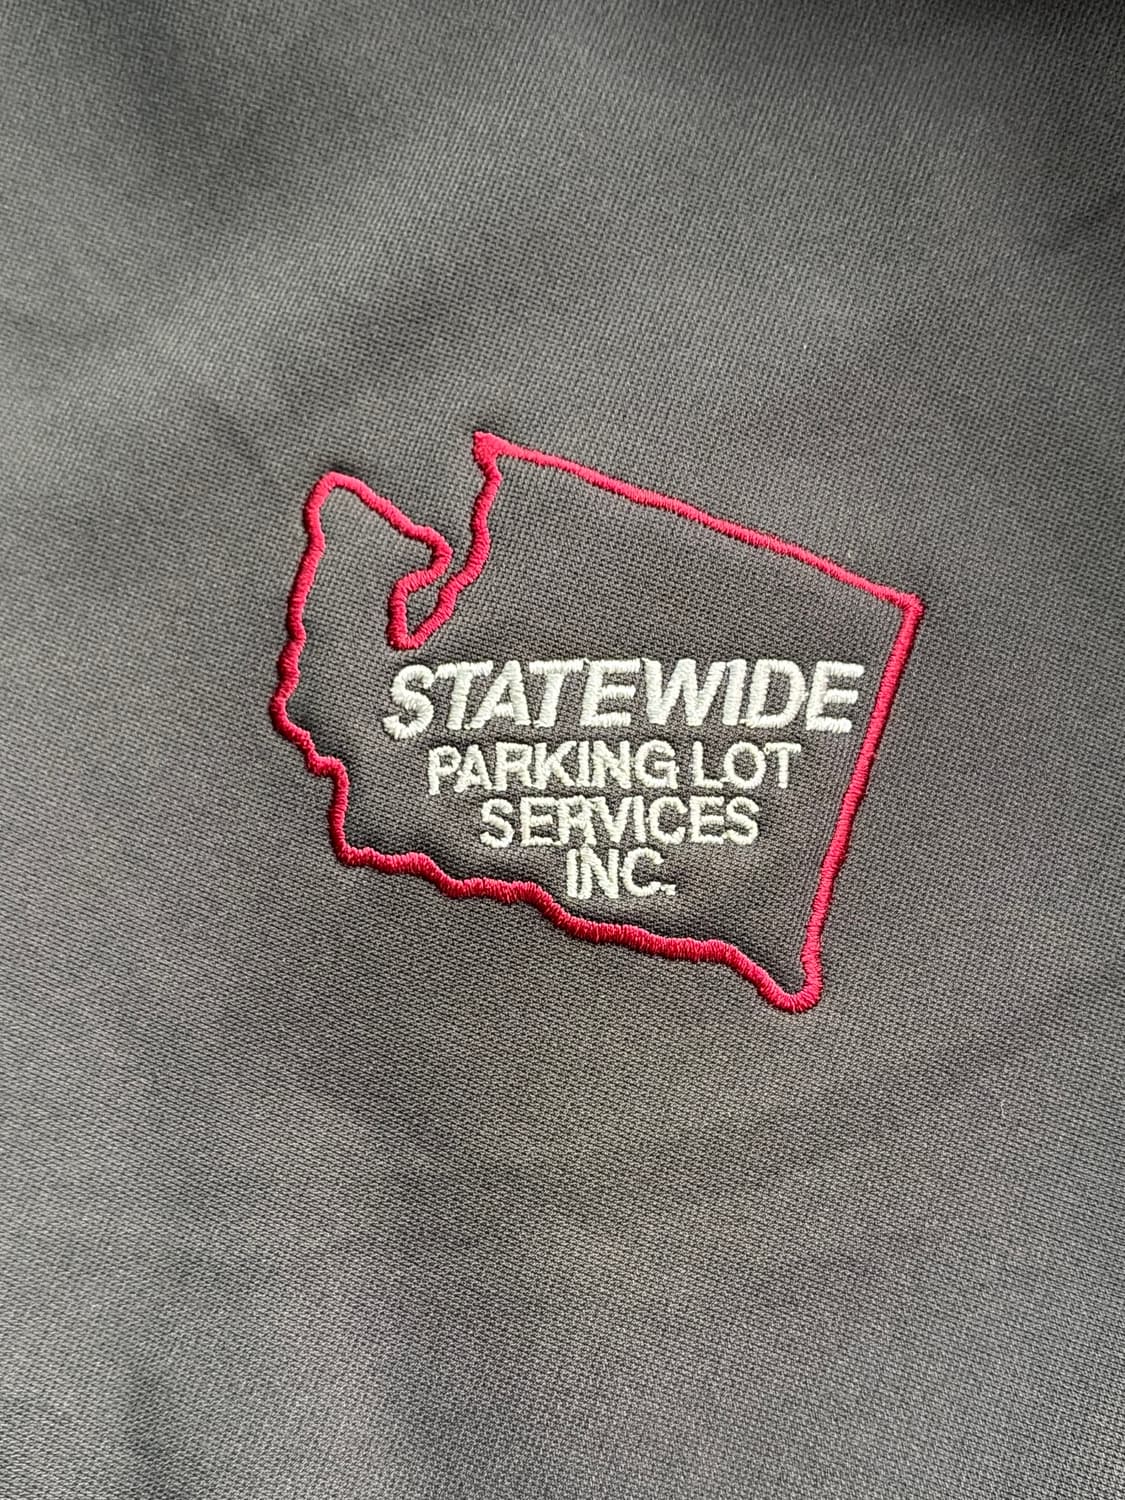 STATEWIDE
PARKING LOT
SERVICES
INC.